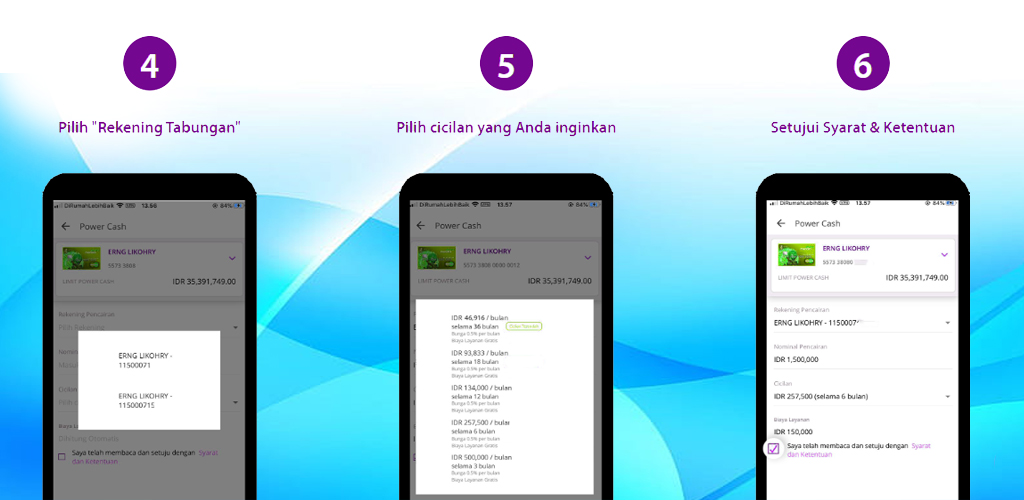 4
Pilih "Rekening Tabungan"
DiRumahLebihBaik
13.56
84%
Power Cash
ERNG LIKOHRY
5573 3808
LIMIT POWER CASH
IDR 35,391,749.00
Rekening Pencairan
Pilih Rekening
ERNG LIKOHRY -
11500071
ERNG LIKOHRY -
115000715
Saya telah membaca dan setuju dengan Syarat
dan Ketentuan
5
Pilih cicilan yang Anda inginkan
DiRumahLebihBaik
13.57
84%
Power Cash
ERNG LIKOHRY
LIMIT POWER CASH
IDR 35,391,749.00
IDR 46,916 / bulan
selama 36 bulan
Bunga 0.5% per bulan
Biaya Layanan Gratis
IDR 93,833 / bulan
selama 18 bulan
Bunga 0.5% per bulan
Biaya Layanan Gratis
IDR 134,000 / bulan
selama 12 bulan
Bunga 0.5% per bulan
Biaya Layanan Gratis
IDR 257,500 / bulan
selama 6 bulan
Bunga 0.5% per bulan
Biaya Layanan Gratis
IDR 500,000 / bulan
selama 3 bulan
Bunga 0.5% per bulan
Biaya Layanan Gratis
6
Setujui Syarat & Ketentuan
DiRumahLebihBaik
13.57
84%
Power Cash
ERNG LIKOHRY
LIMIT POWER CASH
IDR 35,391,749.00
Rekening Pencairan
ERNG LIKOHRY - 1150007
Nominal Pencairan
IDR 1,500,000
Cicilan
IDR 257,500 (selama 6 bulan)
Biaya Layanan
IDR 150,000
Saya telah membaca dan setuju dengan Syarat
dan Ketentuan